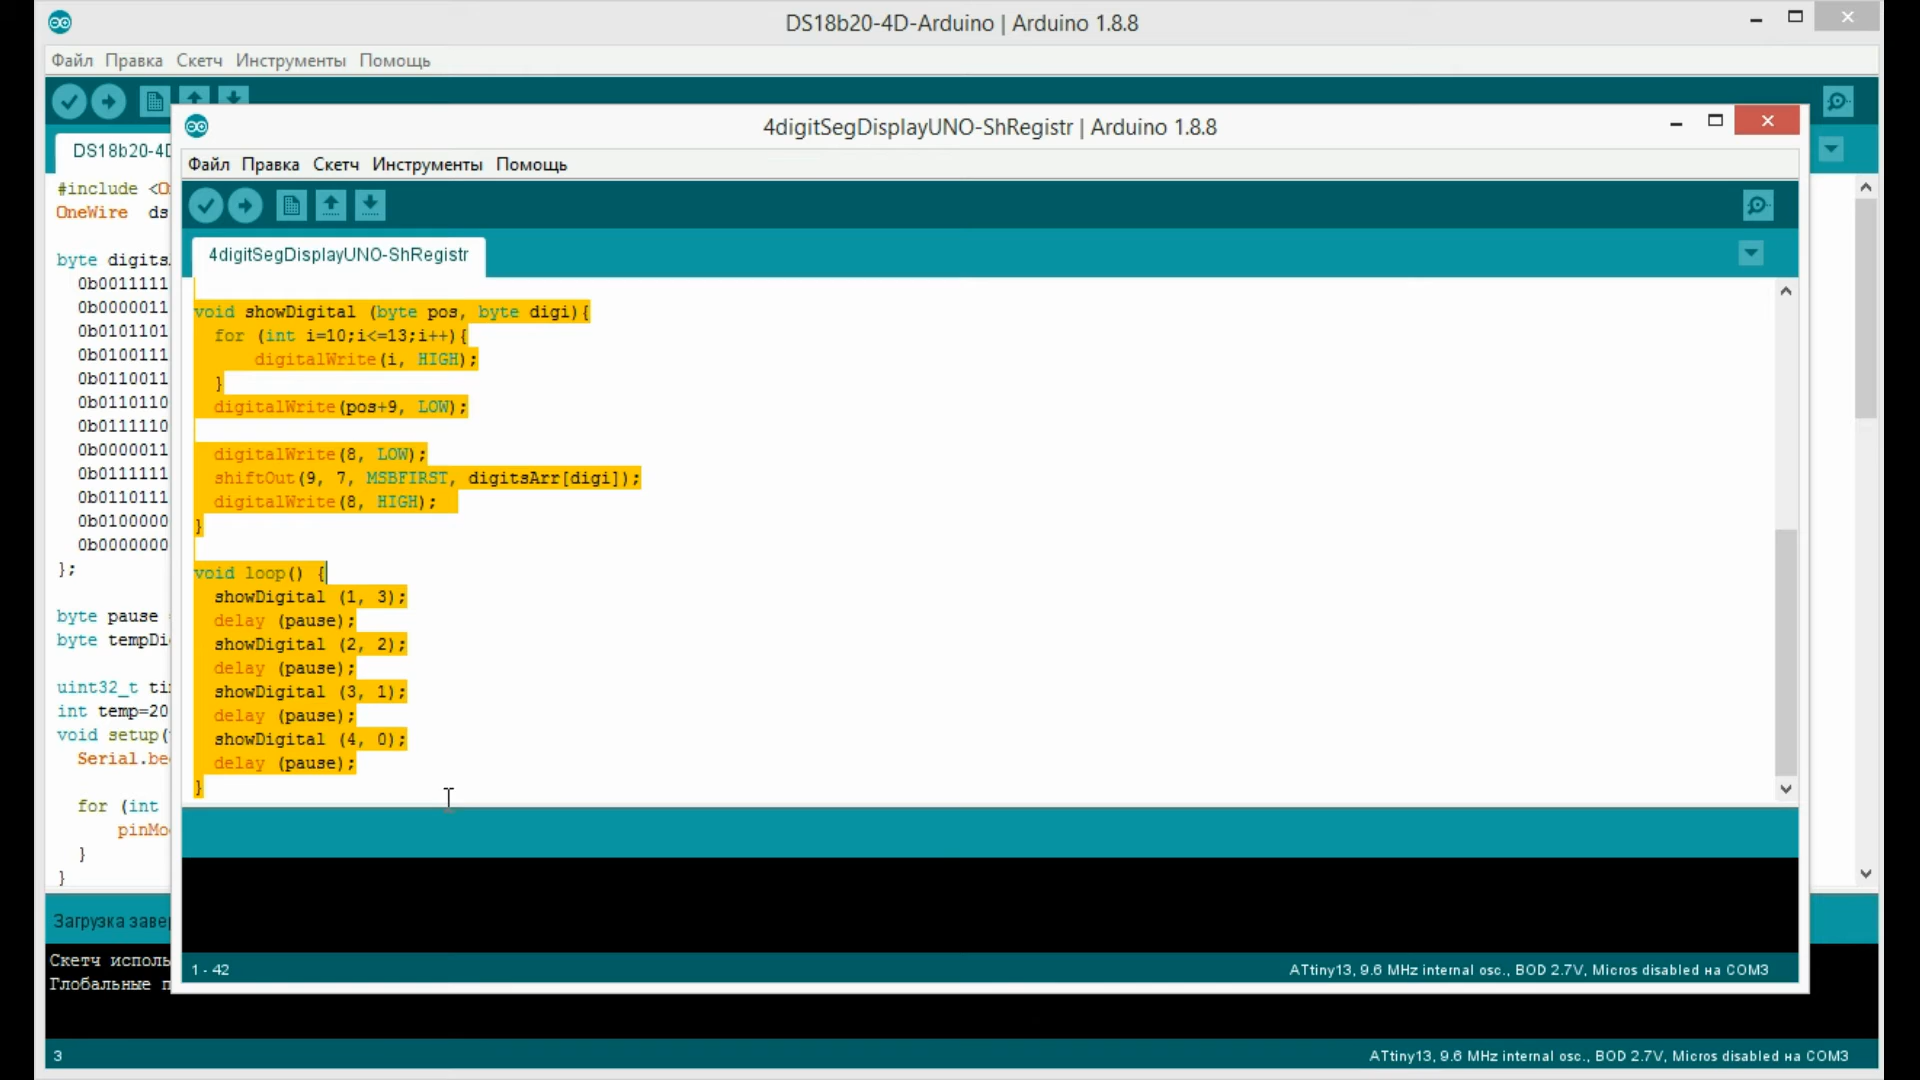 DS18b20-4D-Arduino | Arduino 1.8.8
Файл Правка Скетч Инструменты Помощь
DS18b20-4D
#include <O
OneWire ds
byte digits
0b0011111
0b0000011
0b0101101
0b0100111
0b0110011
0b0110110
0b0111110
0b0000011
0b0111111
0b0110111
0b0100000
0b0000000
};
byte pause
byte tempDi
uint32_t ti
int temp=20
void setup(
Serial.be
for (int
pinMo
}
}
Загрузка заве
Скетч исполь
Глобальные п
3
ATtiny13, 9.6 MHz internal osc., BOD 2.7V, Micros disabled на COM3
4digitSegDisplayUNO-ShRegistr | Arduino 1.8.8
Файл Правка Скетч Инструменты Помощь
4digitSegDisplayUNO-ShRegistr
void showDigital (byte pos, byte digi){
for (int i=10;i<=13;i++){
digitalWrite(i, HIGH);
}
digitalWrite(pos+9, LOW);
digitalWrite(8, LOW);
shiftOut(9, 7, MSBFIRST, digitsArr[digi]);
digitalWrite(8, HIGH);
}
void loop() {
showDigital (1, 3);
delay (pause);
showDigital (2, 2);
delay (pause);
showDigital (3, 1);
delay (pause);
showDigital (4, 0);
delay (pause);
}
1 - 42
ATtiny13, 9.6 MHz internal osc., BOD 2.7V, Micros disabled на COM3